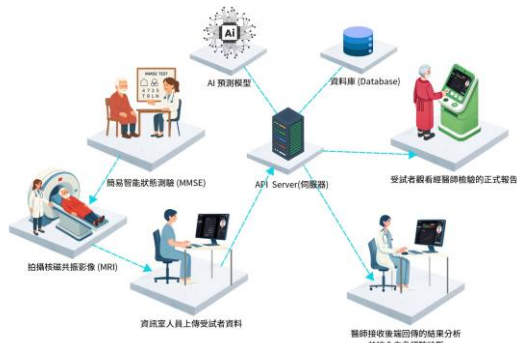 Ai
AI 預測模型
資料庫 (Database)
MMSE TEST
簡易智能狀態測驗 (MMSE)
API Server(伺服器)
受試者觀看經醫師檢驗的正式報告
拍攝核磁共振影像 (MRI)
資訊室人員上傳受試者資料
醫師接收後端回傳的結果分析